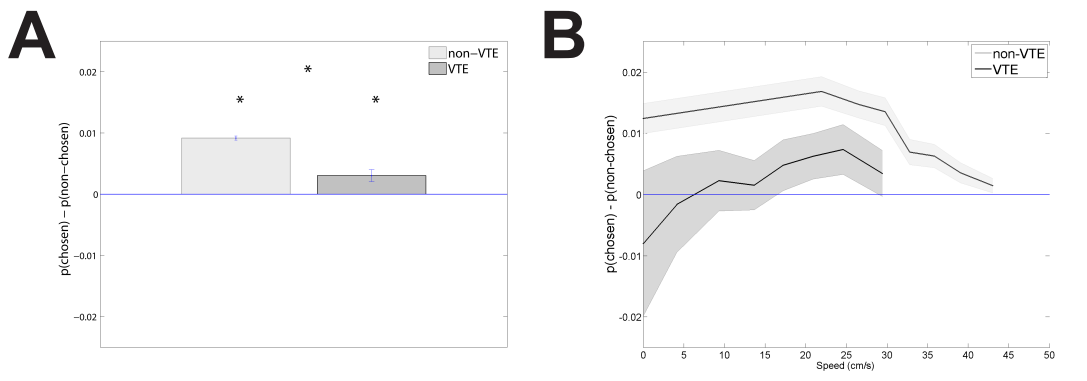 A
p(chosen) – p(non–chosen)
0.02
0.01
0
–0.01
–0.02
non–VTE
VTE
*
*
*
B
p(chosen) - p(non-chosen)
0.02
0.01
0
-0.01
-0.02
non-VTE
VTE
0 5 10 15 20 25 30 35 40 45 50
Speed (cm/s)